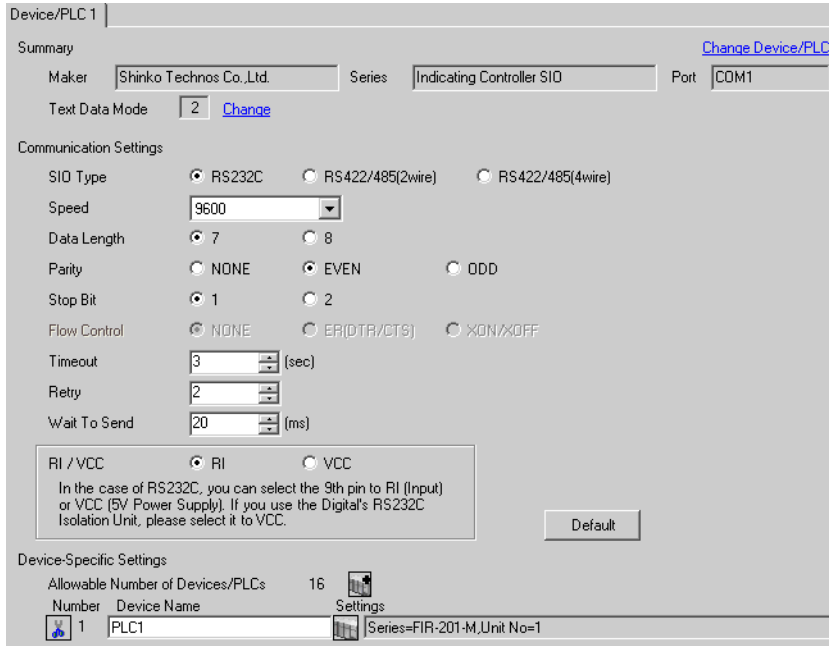 Device/PLC 1
Summary
Change Device/PLC
Maker Shinko Technos Co.,Ltd. Series Indicating Controller SIO Port COM1
Text Data Mode 2 Change
Communication Settings
SIO Type RS232C RS422/485(2wire) RS422/485(4wire)
Speed 9600
Data Length 7 8
Parity NONE EVEN ODD
Stop Bit 1 2
Flow Control NONE ER(DTR/CTS) XON/XOFF
Timeout 3 (sec)
Retry 2
Wait To Send 20 (ms)
RI / VCC RI VCC
In the case of RS232C, you can select the 9th pin to RI (Input)
or VCC (5V Power Supply). If you use the Digital's RS232C
Isolation Unit, please select it to VCC.
Default
Device-Specific Settings
Allowable Number of Devices/PLCs 16
Number Device Name Settings
1 PLC1 Series=FIR-201-M,Unit No=1